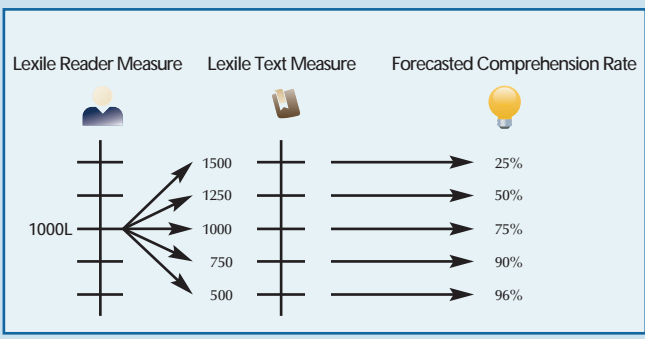 Lexile Reader Measure Lexile Text Measure Forecasted Comprehension Rate
1500 25%
1250 50%
1000L 1000 75%
750 90%
500 96%